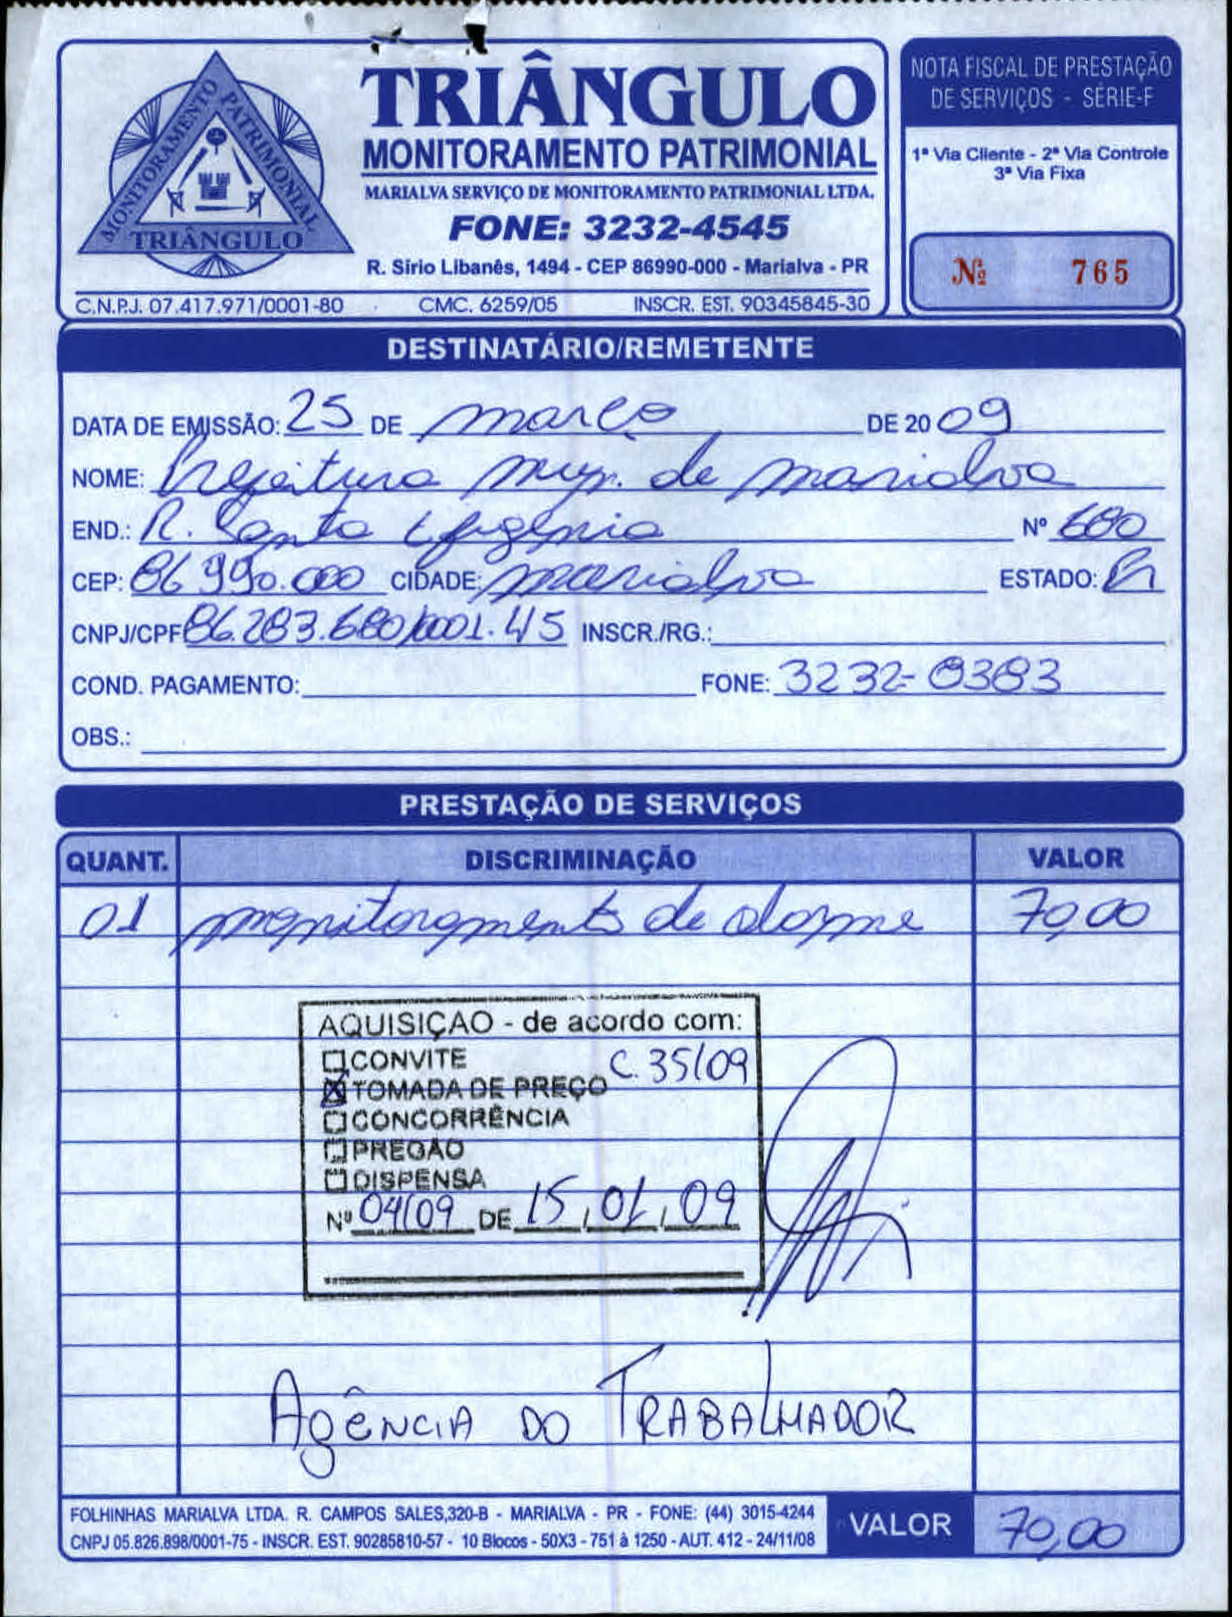 MONITORAMENTO PATRIMONIAL
TRIÂNGULO
TRIÂNGULO
MONITORAMENTO PATRIMONIAL
MARIALVA SERVIÇO DE MONITORAMENTO PATRIMONIAL LTDA.
FONE: 3232-4545
R. Sírio Libanês, 1494 - CEP 86990-000 - Marialva - PR
C.N.P.J. 07.417.971/0001-80 CMC. 6259/05 INSCR. EST. 90345845-30
NOTA FISCAL DE PRESTAÇÃO
DE SERVIÇOS - SÉRIE-F
1ª Via Cliente - 2ª Via Controle
3ª Via Fixa
Nº 765
DESTINATÁRIO/REMETENTE
DATA DE EMISSÃO: 25 DE março DE 2009
NOME: Prefeitura mun. de marialva
END.: R. Santa Efigênia Nº 680
CEP: 86990.000 CIDADE: marialva ESTADO: Pr
CNPJ/CPF 86.283.680/0001.45 INSCR./RG.:
COND. PAGAMENTO: FONE: 3232-8383
OBS.:
PRESTAÇÃO DE SERVIÇOS
QUANT. DISCRIMINAÇÃO VALOR
01 monitoramento de alarme 70,00
AQUISIÇÃO - de acordo com:
CONVITE C. 35/09
TOMADA DE PREÇO
CONCORRÊNCIA
PREGÃO
DISPENSA
Nº 04/09 DE 15, 01, 09
AGÊNCIA DO TRABALHADOR
FOLHINHAS MARIALVA LTDA. R. CAMPOS SALES,320-B - MARIALVA - PR - FONE: (44) 3015-4244
CNPJ 05.826.898/0001-75 - INSCR. EST. 90285810-57 - 10 Blocos - 50X3 - 751 à 1250 - AUT. 412 - 24/11/08
VALOR 70,00